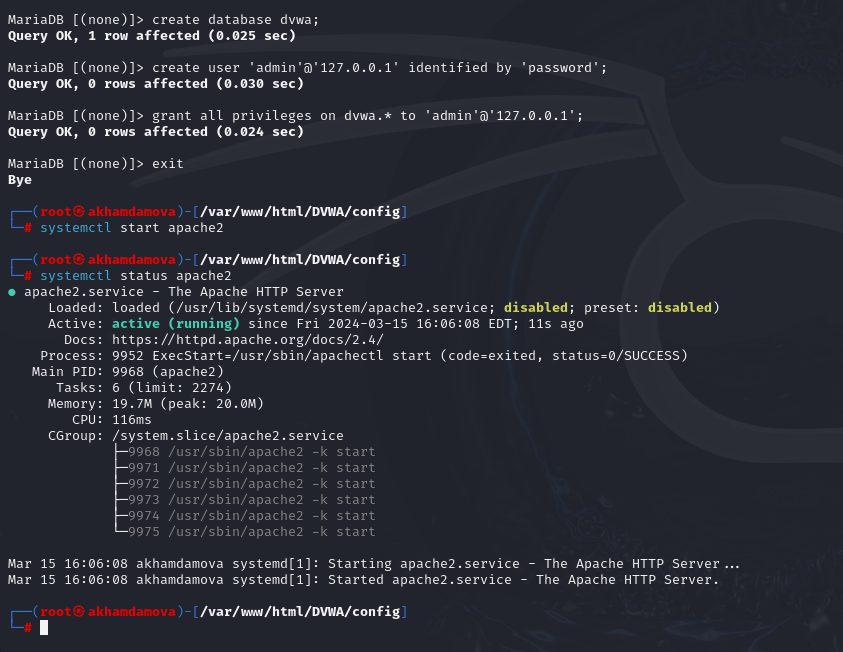 MariaDB [(none)]> create database dvwa;
Query OK, 1 row affected (0.025 sec)
MariaDB [(none)]> create user 'admin'@'127.0.0.1' identified by 'password';
Query OK, 0 rows affected (0.030 sec)
MariaDB [(none)]> grant all privileges on dvwa.* to 'admin'@'127.0.0.1';
Query OK, 0 rows affected (0.024 sec)
MariaDB [(none)]> exit
Bye
┌──(root㉿akhamdamova)-[/var/www/html/DVWA/config]
└─# systemctl start apache2
┌──(root㉿akhamdamova)-[/var/www/html/DVWA/config]
└─# systemctl status apache2
● apache2.service - The Apache HTTP Server
Loaded: loaded (/usr/lib/systemd/system/apache2.service; disabled; preset: disabled)
Active: active (running) since Fri 2024-03-15 16:06:08 EDT; 11s ago
Docs: https://httpd.apache.org/docs/2.4/
Process: 9952 ExecStart=/usr/sbin/apachectl start (code=exited, status=0/SUCCESS)
Main PID: 9968 (apache2)
Tasks: 6 (limit: 2274)
Memory: 19.7M (peak: 20.0M)
CPU: 116ms
CGroup: /system.slice/apache2.service
├─9968 /usr/sbin/apache2 -k start
├─9971 /usr/sbin/apache2 -k start
├─9972 /usr/sbin/apache2 -k start
├─9973 /usr/sbin/apache2 -k start
├─9974 /usr/sbin/apache2 -k start
└─9975 /usr/sbin/apache2 -k start
Mar 15 16:06:08 akhamdamova systemd[1]: Starting apache2.service - The Apache HTTP Server...
Mar 15 16:06:08 akhamdamova systemd[1]: Started apache2.service - The Apache HTTP Server.
┌──(root㉿akhamdamova)-[/var/www/html/DVWA/config]
└─#